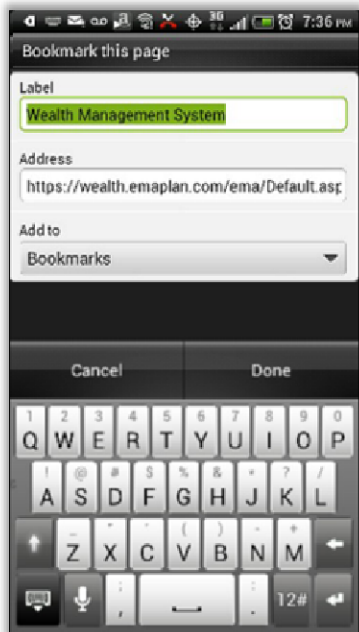 3G 7:36 PM
Bookmark this page
Label
Wealth Management System
Address
https://wealth.emaplan.com/ema/Default.asp
Add to
Bookmarks
Cancel Done
1 2 3 4 5 6 7 8 9 0
Q W E R T Y U I O P
! @ # $ % & * ? /
A S D F G H J K L
_ - ( ) - +
Z X C V B N M
, . 12#